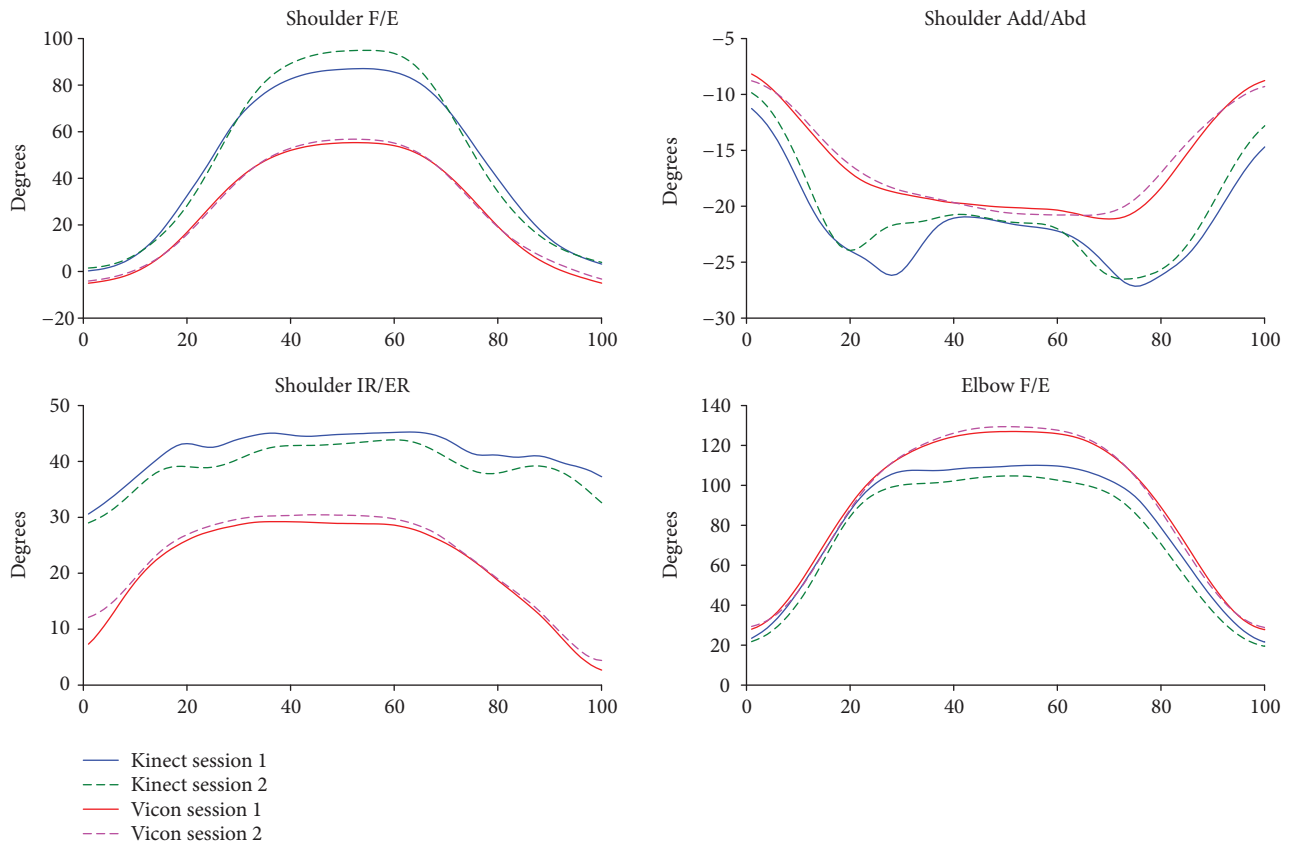 Shoulder F/E
Degrees
100
80
60
40
20
0
−20
0 20 40 60 80 100
Shoulder Add/Abd
Degrees
−5
−10
−15
−20
−25
−30
0 20 40 60 80 100
Shoulder IR/ER
Degrees
50
40
30
20
10
0
0 20 40 60 80 100
Elbow F/E
Degrees
140
120
100
80
60
40
20
0
0 20 40 60 80 100
Kinect session 1
Kinect session 2
Vicon session 1
Vicon session 2